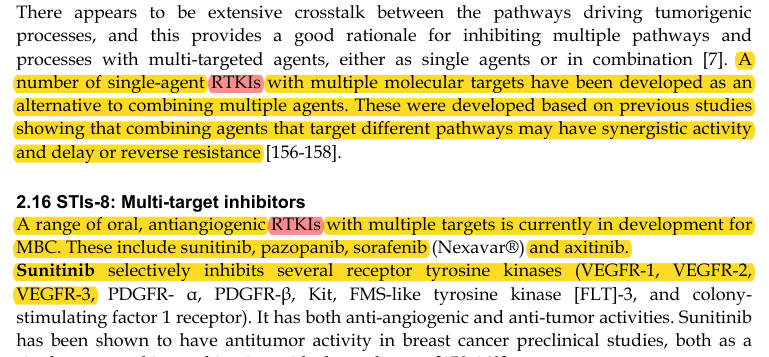 There appears to be extensive crosstalk between the pathways driving tumorigenic
processes, and this provides a good rationale for inhibiting multiple pathways and
processes with multi-targeted agents, either as single agents or in combination [7]. A
number of single-agent RTKIs with multiple molecular targets have been developed as an
alternative to combining multiple agents. These were developed based on previous studies
showing that combining agents that target different pathways may have synergistic activity
and delay or reverse resistance [156-158].
2.16 STIs-8: Multi-target inhibitors
A range of oral, antiangiogenic RTKIs with multiple targets is currently in development for
MBC. These include sunitinib, pazopanib, sorafenib (Nexavar®) and axitinib.
Sunitinib selectively inhibits several receptor tyrosine kinases (VEGFR-1, VEGFR-2,
VEGFR-3, PDGFR- α, PDGFR-β, Kit, FMS-like tyrosine kinase [FLT]-3, and colony-
stimulating factor 1 receptor). It has both anti-angiogenic and anti-tumor activities. Sunitinib
has been shown to have antitumor activity in breast cancer preclinical studies, both as a